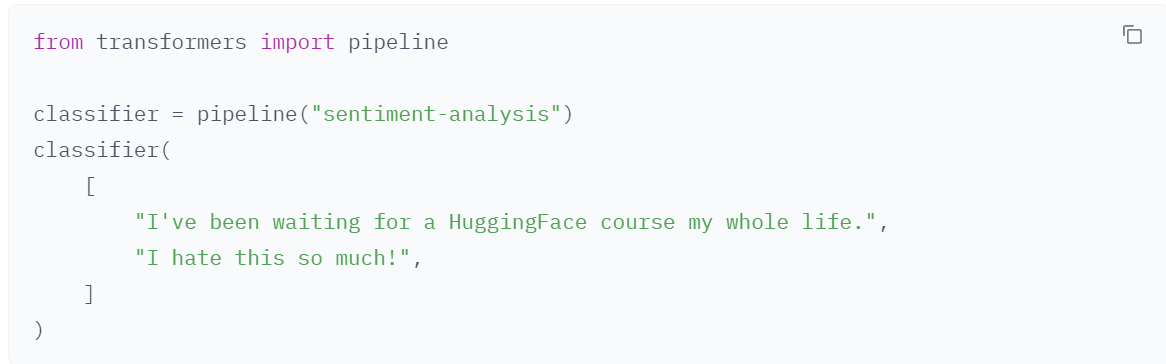 from transformers import pipeline

classifier = pipeline("sentiment-analysis")
classifier(
    [
        "I've been waiting for a HuggingFace course my whole life.",
        "I hate this so much!",
    ]
)